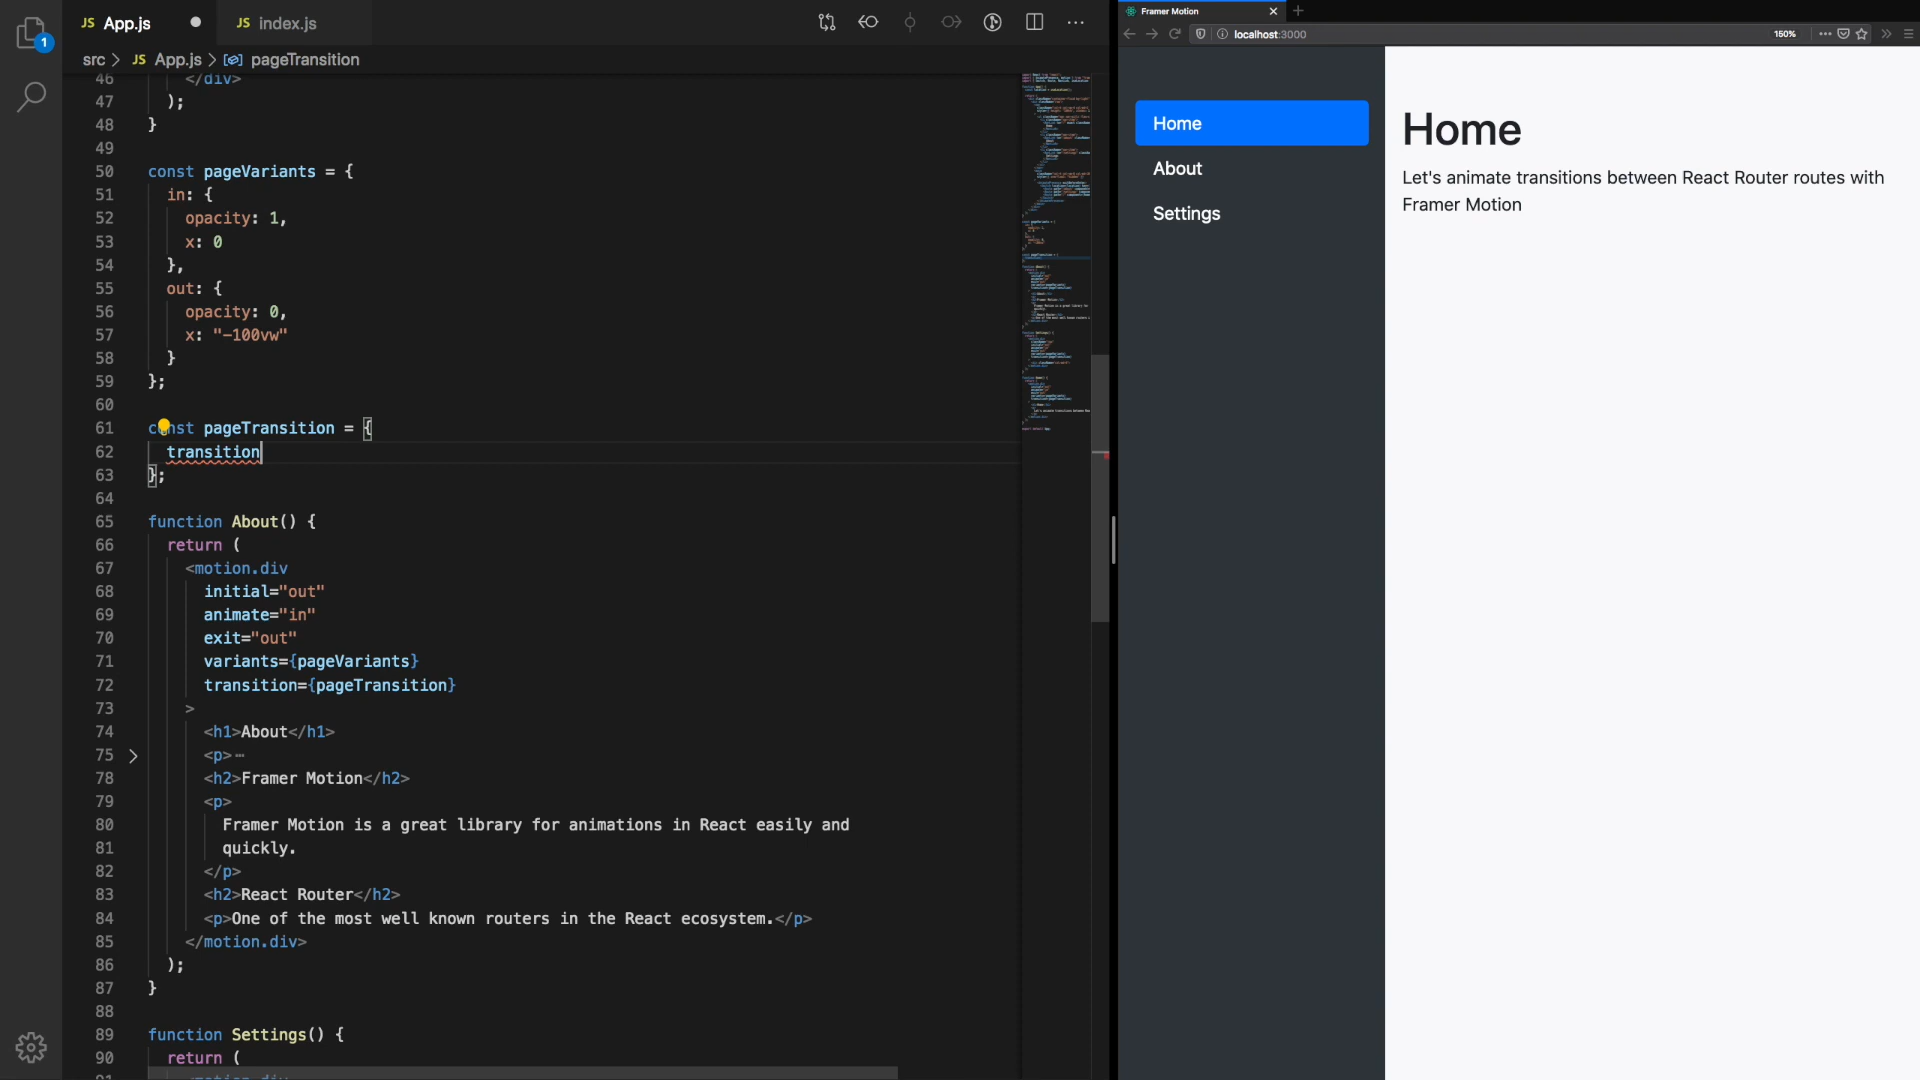 JS App.js
JS index.js
src > JS App.js > pageTransition
1
46 </div>
47 );
48 }
49
50 const pageVariants = {
51 in: {
52 opacity: 1,
53 x: 0
54 },
55 out: {
56 opacity: 0,
57 x: "-100vw"
58 }
59 };
60
61 const pageTransition = {
62 transition
63 };
64
65 function About() {
66 return (
67 <motion.div
68 initial="out"
69 animate="in"
70 exit="out"
71 variants={pageVariants}
72 transition={pageTransition}
73 >
74 <h1>About</h1>
75 <p>⋯
78 <h2>Framer Motion</h2>
79 <p>
80 Framer Motion is a great library for animations in React easily and
81 quickly.
82 </p>
83 <h2>React Router</h2>
84 <p>One of the most well known routers in the React ecosystem.</p>
85 </motion.div>
86 );
87 }
88
89 function Settings() {
90 return (
Framer Motion
localhost:3000
150%
Home
About
Settings
Home
Let's animate transitions between React Router routes with
Framer Motion